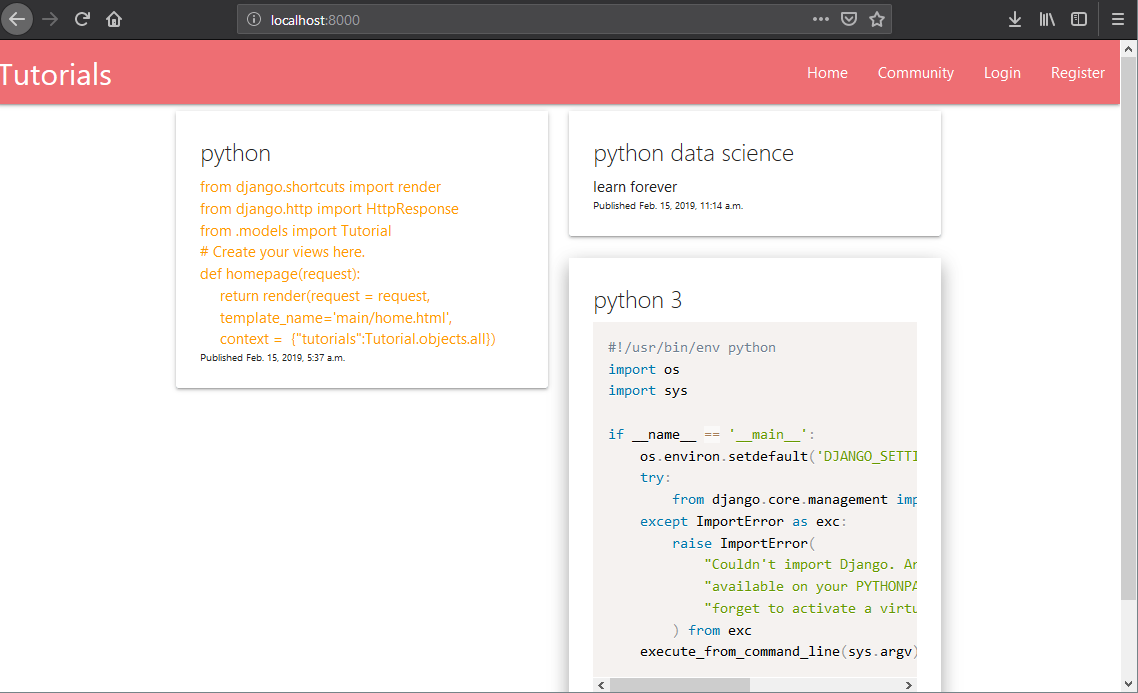 localhost:8000
Tutorials
Home Community Login Register
python
from django.shortcuts import render
from django.http import HttpResponse
from .models import Tutorial
# Create your views here.
def homepage(request):
return render(request = request,
template_name='main/home.html',
context =  {"tutorials":Tutorial.objects.all})
Published Feb. 15, 2019, 5:37 a.m.
python data science
learn forever
Published Feb. 15, 2019, 11:14 a.m.
python 3
#!/usr/bin/env python
import os
import sys
if __name__ == '__main__':
os.environ.setdefault('DJANGO_SETTI
try:
from django.core.management imp
except ImportError as exc:
raise ImportError(
"Couldn't import Django. Ar
"available on your PYTHONPA
"forget to activate a virtu
) from exc
execute_from_command_line(sys.argv)